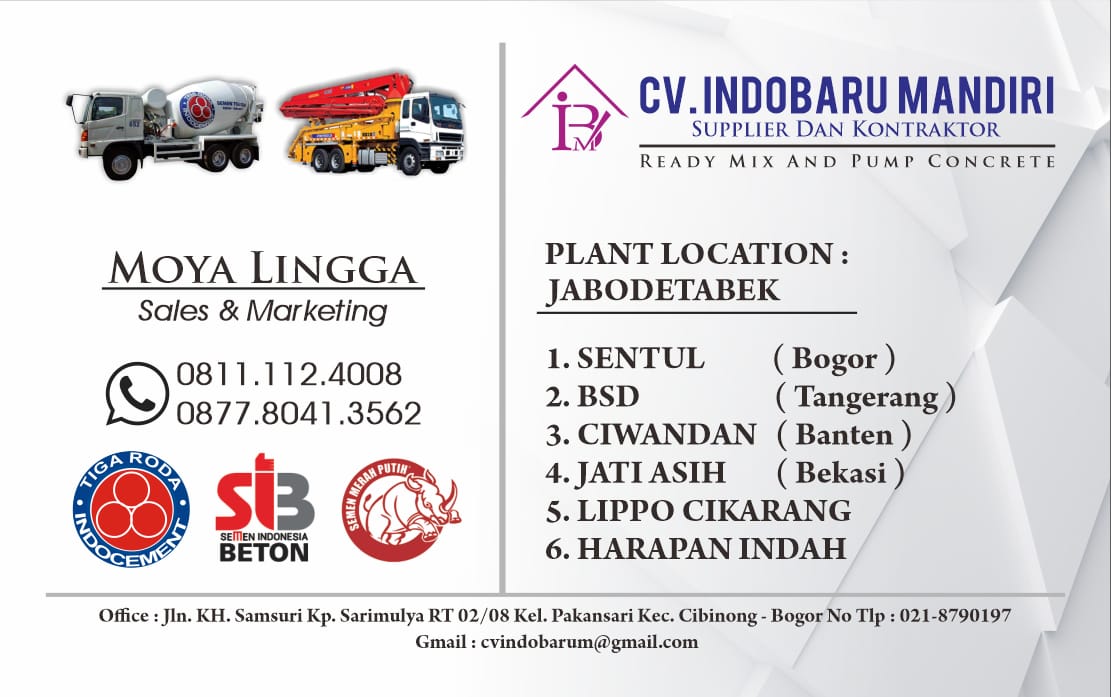 CV. INDOBARU MANDIRI
SUPPLIER DAN KONTRAKTOR
READY MIX AND PUMP CONCRETE
MOYA LINGGA
Sales & Marketing
0811.112.4008
0877.8041.3562
TIGA RODA
INDOCEMENT
SIB
SEMEN INDONESIA
BETON
SEMEN MERAH PUTIH
PLANT LOCATION :
JABODETABEK
1. SENTUL ( Bogor )
2. BSD ( Tangerang )
3. CIWANDAN ( Banten )
4. JATI ASIH ( Bekasi )
5. LIPPO CIKARANG
6. HARAPAN INDAH
Office : Jln. KH. Samsuri Kp. Sarimulya RT 02/08 Kel. Pakansari Kec. Cibinong - Bogor No Tlp : 021-8790197
Gmail : cvindobarum@gmail.com